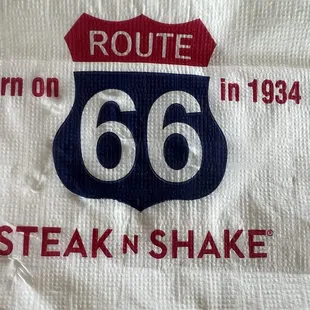 ROUTE
rn on 66 in 1934
STEAK N SHAKE®